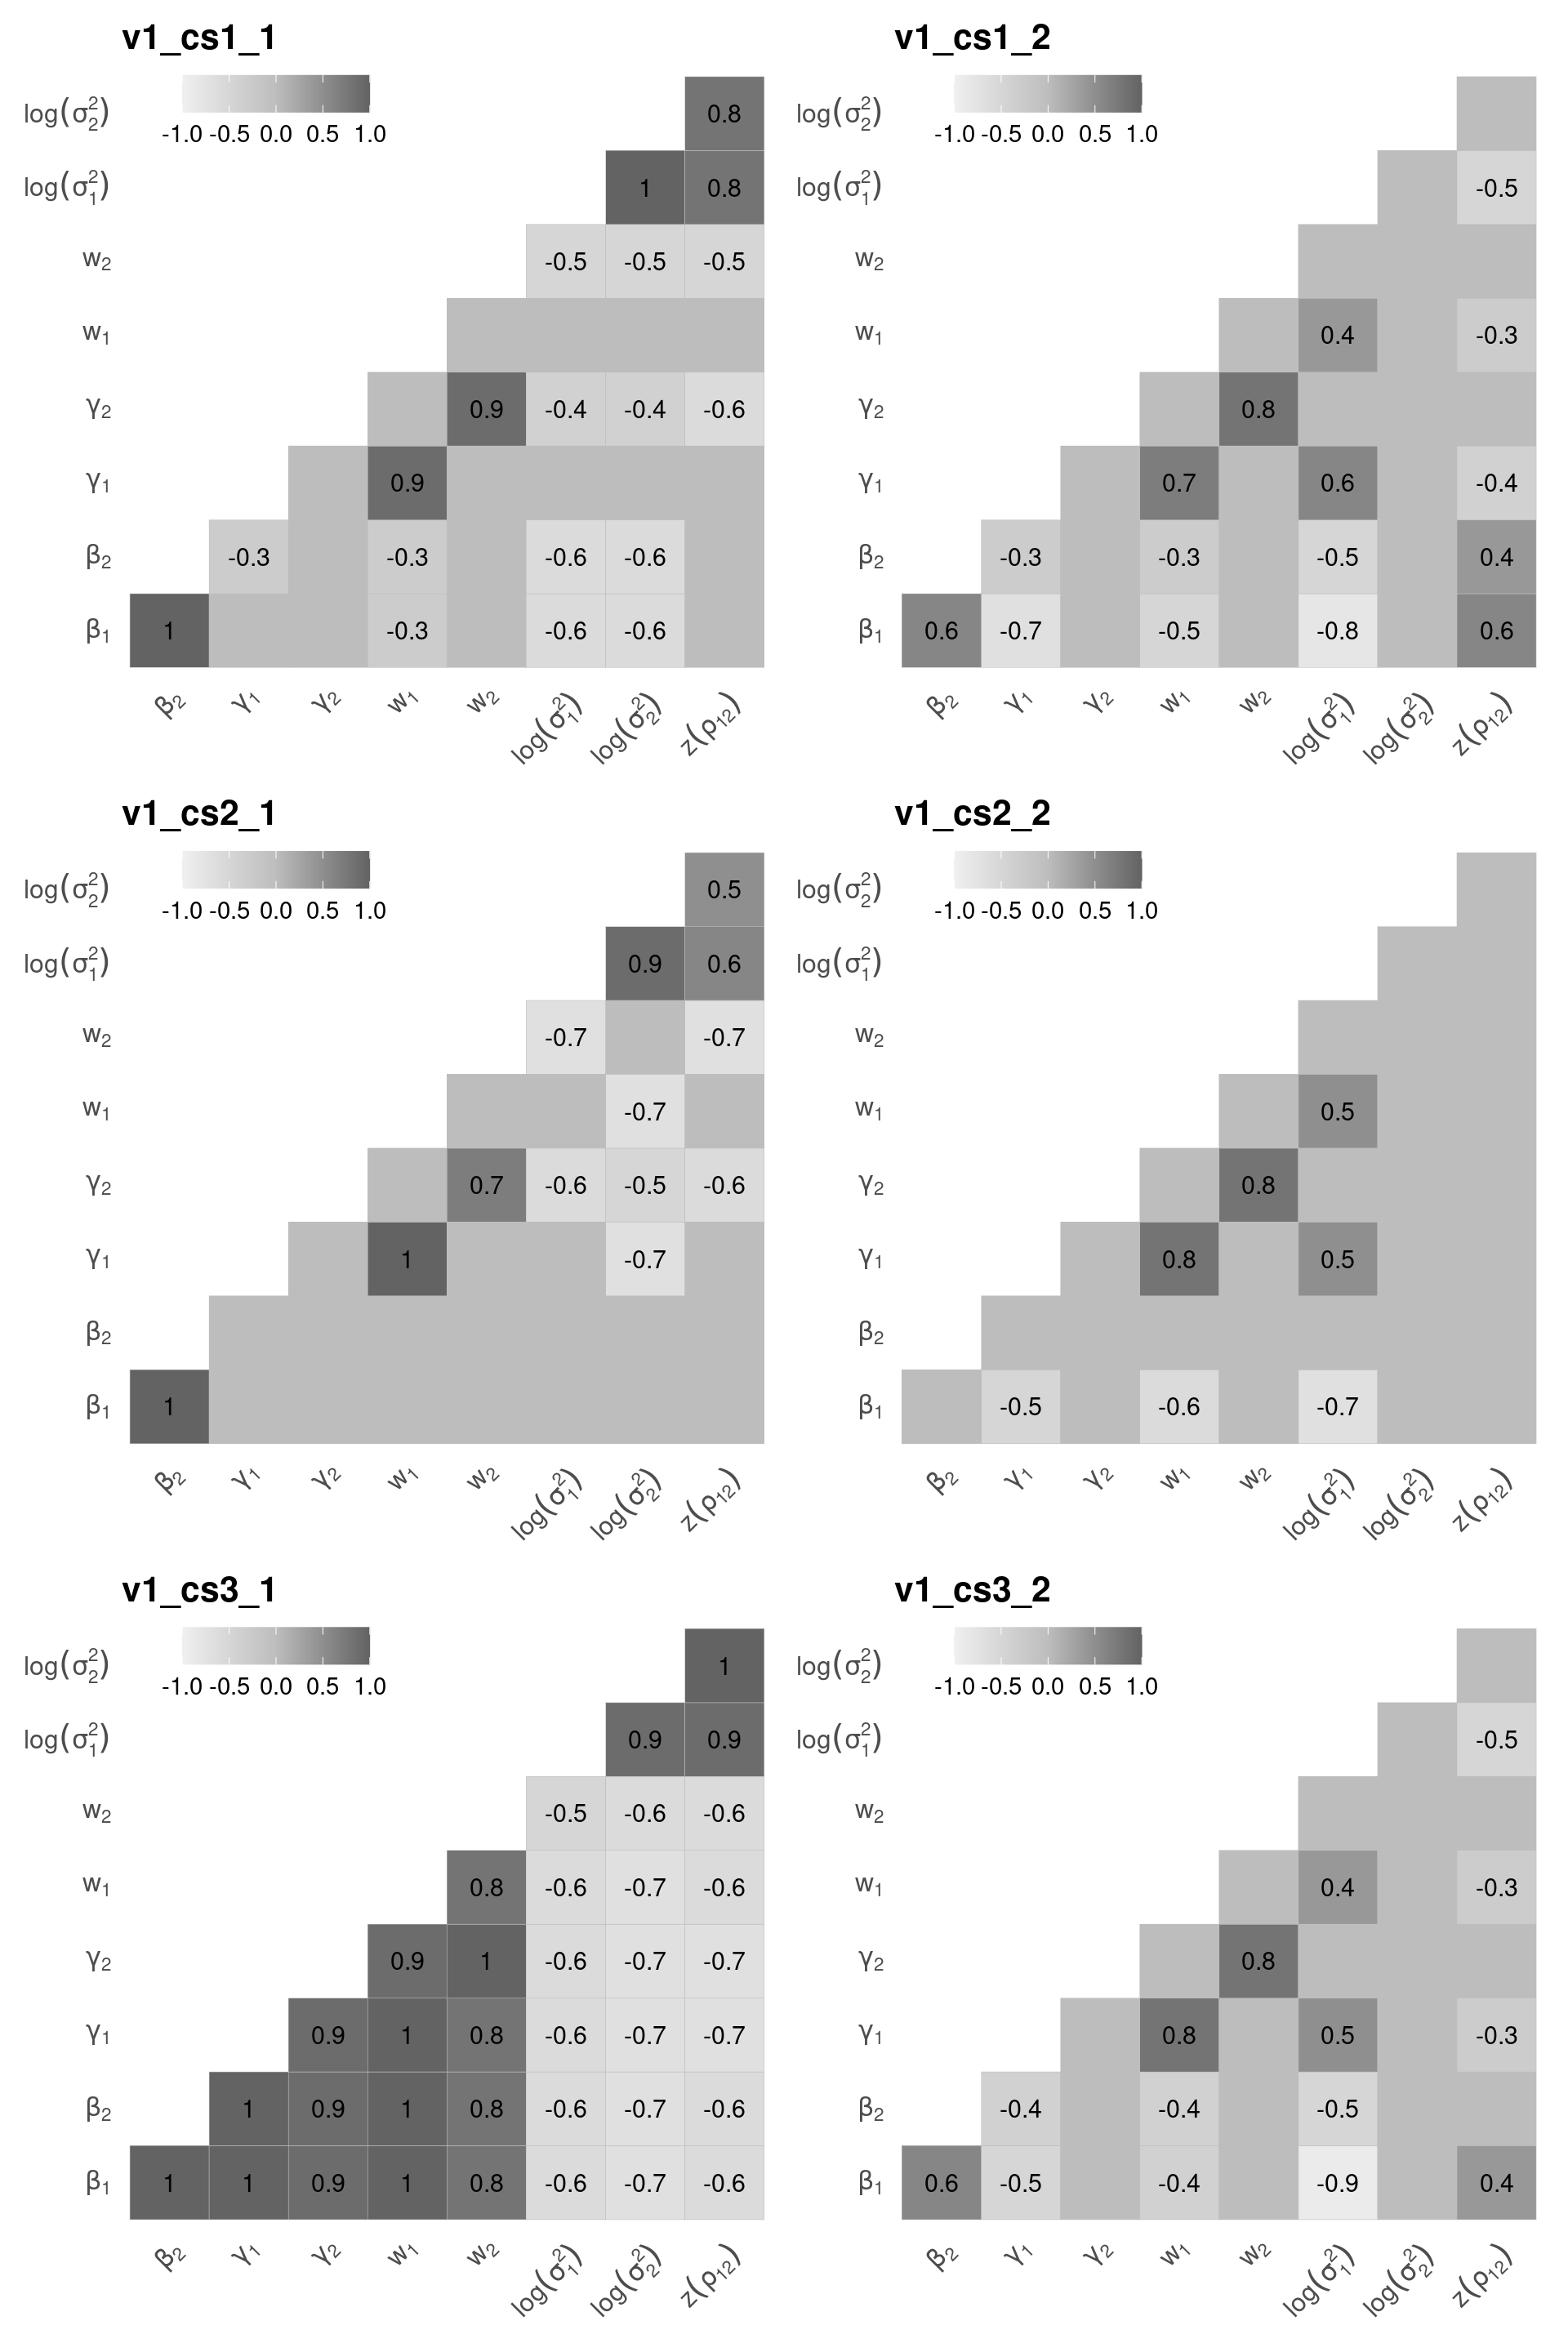 v1_cs1_1
-1.0 -0.5 0.0 0.5 1.0
log(σ₂²) 0.8
log(σ₁²) 1 0.8
w₂ -0.5 -0.5 -0.5
w₁
γ₂ 0.9 -0.4 -0.4 -0.6
γ₁ 0.9
β₂ -0.3 -0.3 -0.6 -0.6
β₁ 1 -0.3 -0.6 -0.6
β₂ γ₁ γ₂ w₁ w₂ log(σ₁²) log(σ₂²) z(ρ₁₂)
v1_cs1_2
-1.0 -0.5 0.0 0.5 1.0
log(σ₂²)
log(σ₁²) -0.5
w₂
w₁ 0.4 -0.3
γ₂ 0.8
γ₁ 0.7 0.6 -0.4
β₂ -0.3 -0.3 -0.5 0.4
β₁ 0.6 -0.7 -0.5 -0.8 0.6
β₂ γ₁ γ₂ w₁ w₂ log(σ₁²) log(σ₂²) z(ρ₁₂)
v1_cs2_1
-1.0 -0.5 0.0 0.5 1.0
log(σ₂²) 0.5
log(σ₁²) 0.9 0.6
w₂ -0.7 -0.7
w₁ -0.7
γ₂ 0.7 -0.6 -0.5 -0.6
γ₁ 1 -0.7
β₂
β₁ 1
β₂ γ₁ γ₂ w₁ w₂ log(σ₁²) log(σ₂²) z(ρ₁₂)
v1_cs2_2
-1.0 -0.5 0.0 0.5 1.0
log(σ₂²)
log(σ₁²)
w₂
w₁ 0.5
γ₂ 0.8
γ₁ 0.8 0.5
β₂
β₁ -0.5 -0.6 -0.7
β₂ γ₁ γ₂ w₁ w₂ log(σ₁²) log(σ₂²) z(ρ₁₂)
v1_cs3_1
-1.0 -0.5 0.0 0.5 1.0
log(σ₂²) 1
log(σ₁²) 0.9 0.9
w₂ -0.5 -0.6 -0.6
w₁ 0.8 -0.6 -0.7 -0.6
γ₂ 0.9 1 -0.6 -0.7 -0.7
γ₁ 0.9 1 0.8 -0.6 -0.7 -0.7
β₂ 1 0.9 1 0.8 -0.6 -0.7 -0.6
β₁ 1 1 0.9 1 0.8 -0.6 -0.7 -0.6
β₂ γ₁ γ₂ w₁ w₂ log(σ₁²) log(σ₂²) z(ρ₁₂)
v1_cs3_2
-1.0 -0.5 0.0 0.5 1.0
log(σ₂²)
log(σ₁²) -0.5
w₂
w₁ 0.4 -0.3
γ₂ 0.8
γ₁ 0.8 0.5 -0.3
β₂ -0.4 -0.4 -0.5
β₁ 0.6 -0.5 -0.4 -0.9 0.4
β₂ γ₁ γ₂ w₁ w₂ log(σ₁²) log(σ₂²) z(ρ₁₂)